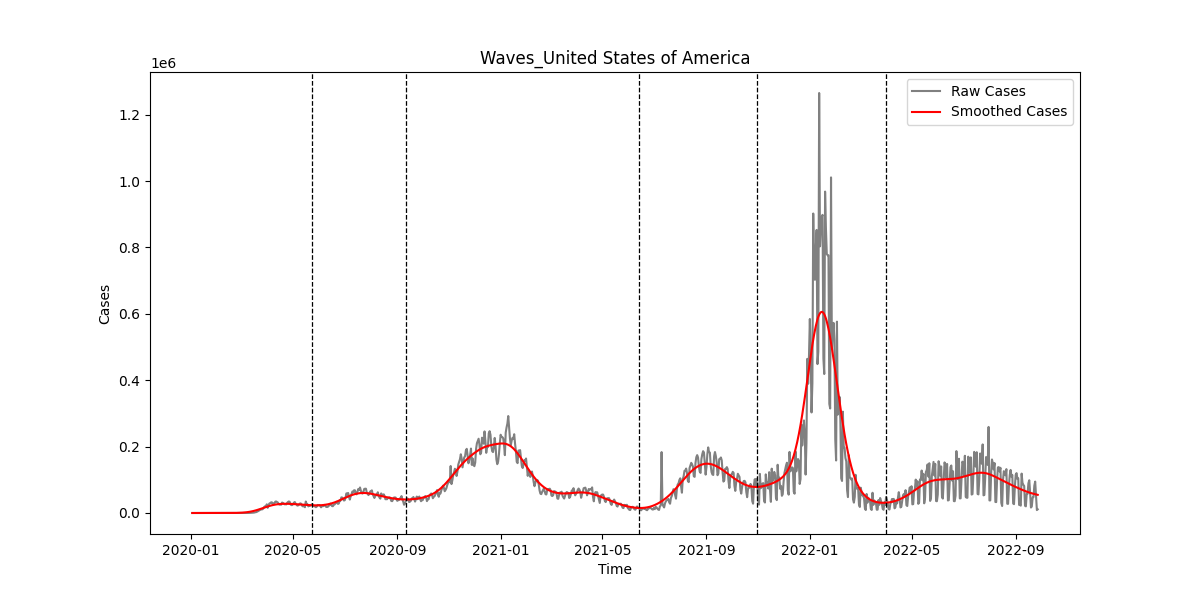 Waves_United States of America
1e6
Raw Cases
Smoothed Cases
1.2
1.0
0.8
0.6
0.4
0.2
0.0
Cases
2020-01 2020-05 2020-09 2021-01 2021-05 2021-09 2022-01 2022-05 2022-09
Time